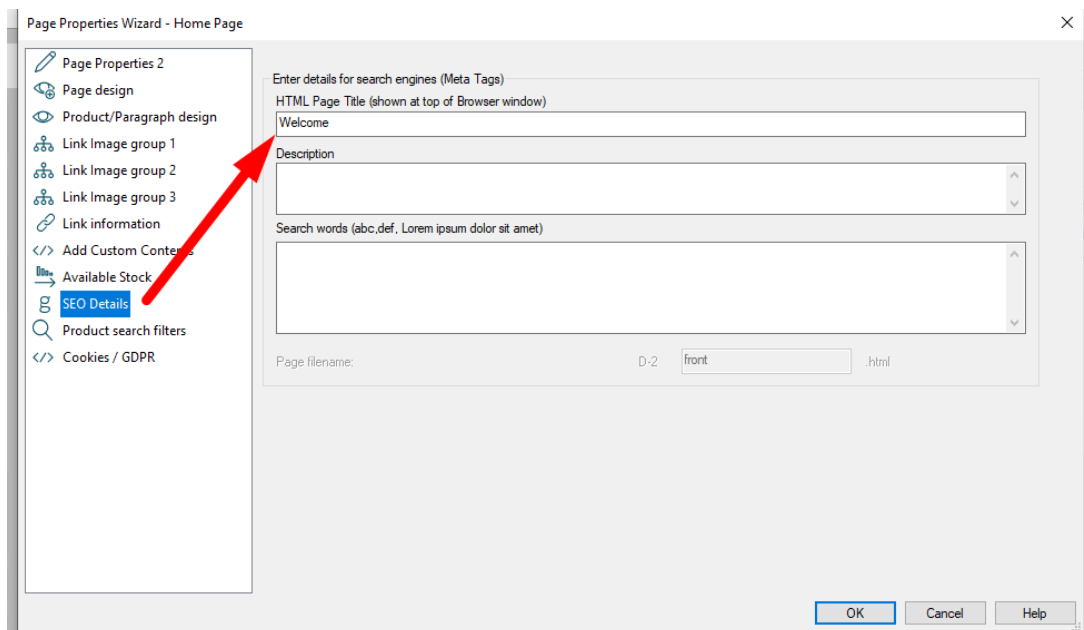 Page Properties Wizard - Home Page
Page Properties 2
Page design
Product/Paragraph design
Link Image group 1
Link Image group 2
Link Image group 3
Link information
Add Custom Contents
Available Stock
SEO Details
Product search filters
Cookies / GDPR
Enter details for search engines (Meta Tags)
HTML Page Title (shown at top of Browser window)
Welcome
Description
Search words (abc,def, Lorem ipsum dolor sit amet)
Page filename: D-2 front .html
OK Cancel Help